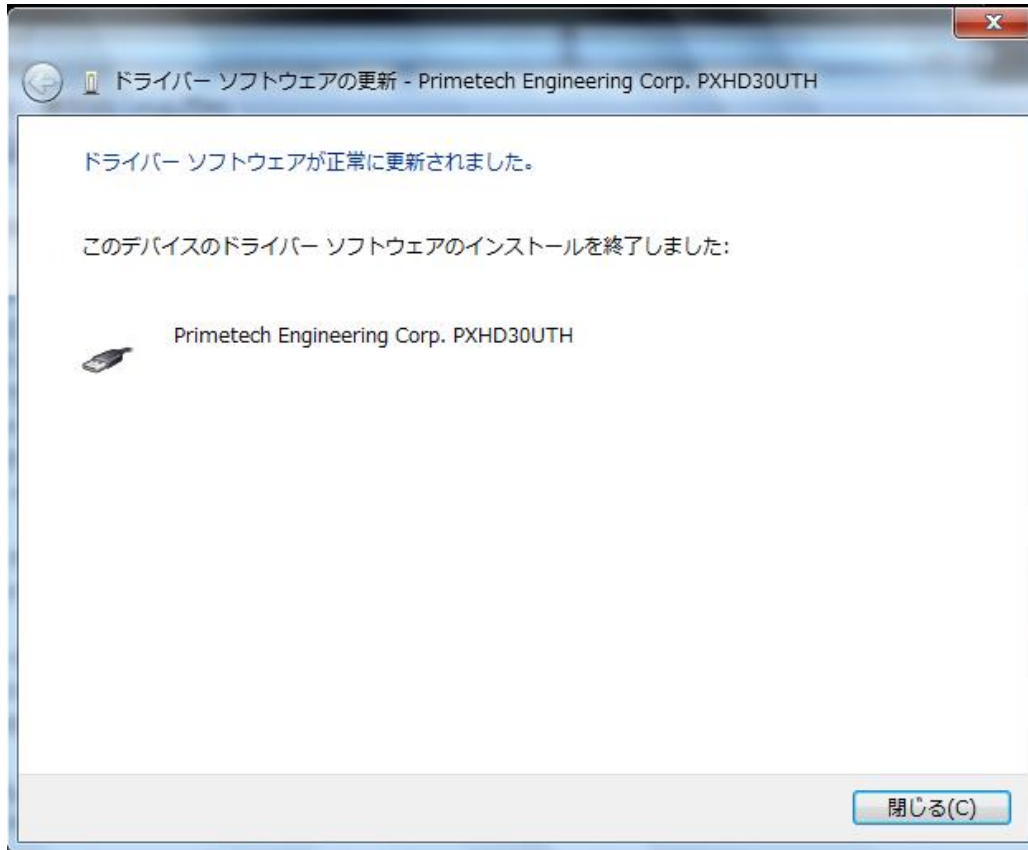 ドライバー ソフトウェアの更新 - Primetech Engineering Corp. PXHD30UTH
ドライバー ソフトウェアが正常に更新されました。
このデバイスのドライバー ソフトウェアのインストールを終了しました:
Primetech Engineering Corp. PXHD30UTH
閉じる(C)